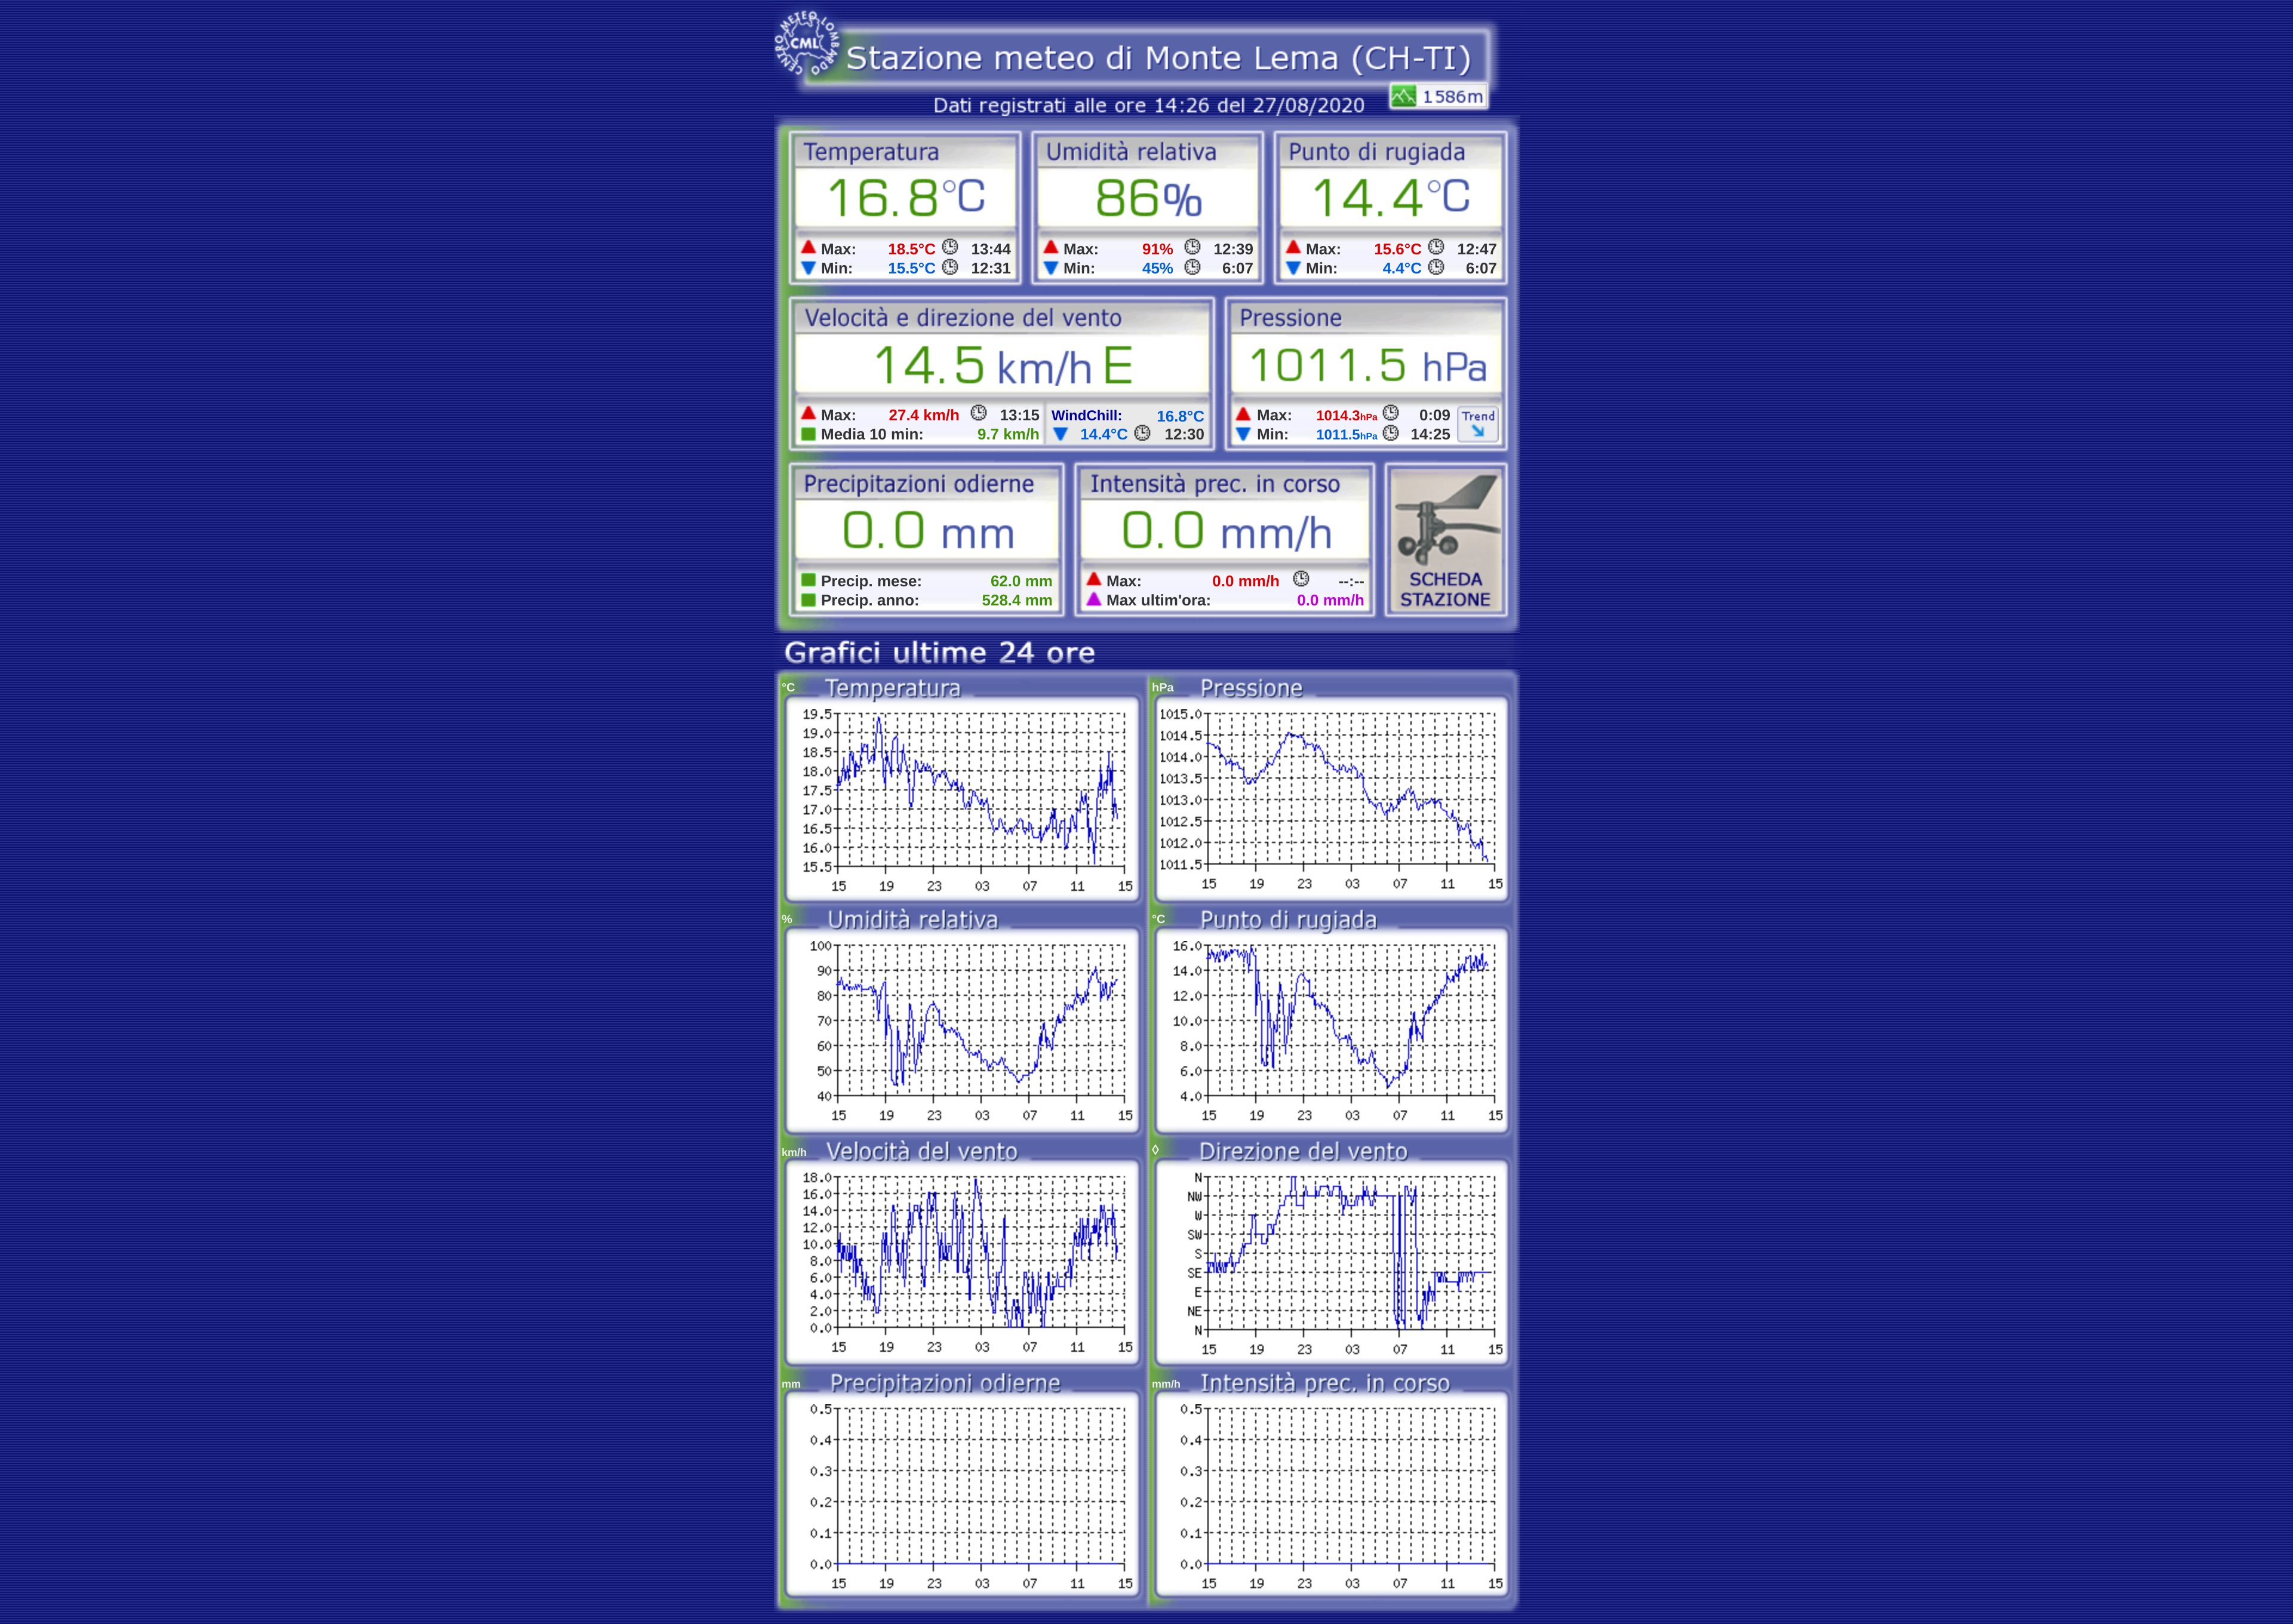 CENTRO METEO LOMBARDO
CML
Stazione meteo di Monte Lema (CH-TI)
Dati registrati alle ore 14:26 del 27/08/2020
1586m
Temperatura
16.8°C
Max: 18.5°C 13:44
Min: 15.5°C 12:31
Umidità relativa
86%
Max: 91% 12:39
Min: 45% 6:07
Punto di rugiada
14.4°C
Max: 15.6°C 12:47
Min: 4.4°C 6:07
Velocità e direzione del vento
14.5 km/h E
Max: 27.4 km/h 13:15
Media 10 min: 9.7 km/h
WindChill: 16.8°C
14.4°C 12:30
Pressione
1011.5 hPa
Max: 1014.3hPa 0:09
Min: 1011.5hPa 14:25
Trend
Precipitazioni odierne
0.0 mm
Precip. mese: 62.0 mm
Precip. anno: 528.4 mm
Intensità prec. in corso
0.0 mm/h
Max: 0.0 mm/h --:--
Max ultim'ora: 0.0 mm/h
SCHEDA
STAZIONE
Grafici ultime 24 ore
°C Temperatura
19.5
19.0
18.5
18.0
17.5
17.0
16.5
16.0
15.5
15 19 23 03 07 11 15
hPa Pressione
1015.0
1014.5
1014.0
1013.5
1013.0
1012.5
1012.0
1011.5
15 19 23 03 07 11 15
% Umidità relativa
100
90
80
70
60
50
40
15 19 23 03 07 11 15
°C Punto di rugiada
16.0
14.0
12.0
10.0
8.0
6.0
4.0
15 19 23 03 07 11 15
km/h Velocità del vento
18.0
16.0
14.0
12.0
10.0
8.0
6.0
4.0
2.0
0.0
15 19 23 03 07 11 15
◊ Direzione del vento
N
NW
W
SW
S
SE
E
NE
N
15 19 23 03 07 11 15
mm Precipitazioni odierne
0.5
0.4
0.3
0.2
0.1
0.0
15 19 23 03 07 11 15
mm/h Intensità prec. in corso
0.5
0.4
0.3
0.2
0.1
0.0
15 19 23 03 07 11 15